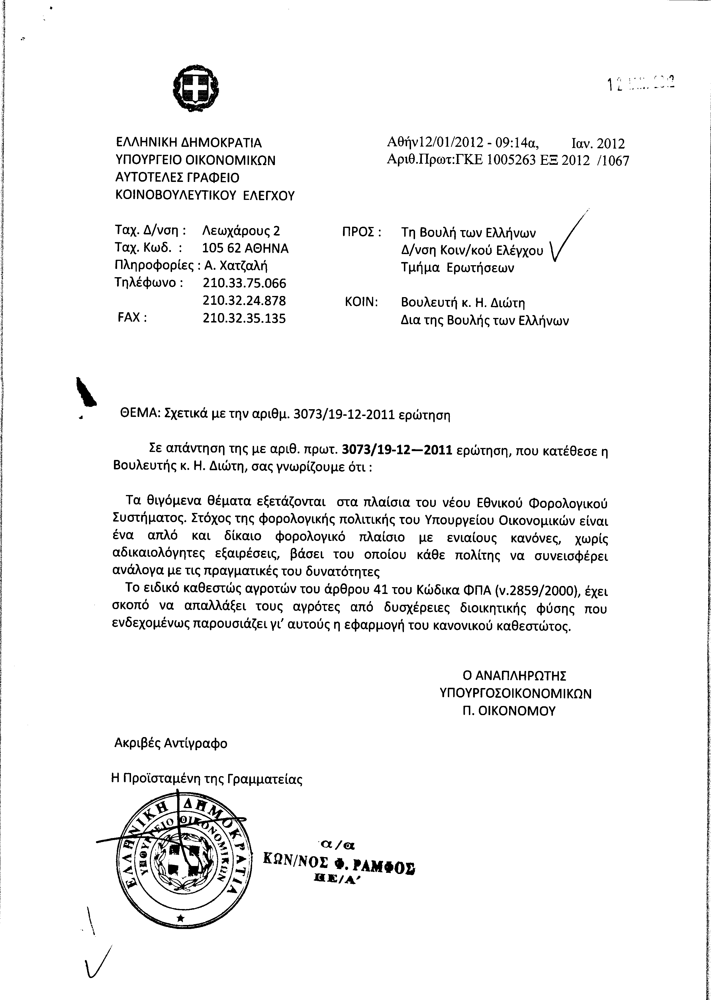 ΕΛΛΗΝΙΚΗ ΔΗΜΟΚΡΑΤΙΑ
ΥΠΟΥΡΓΕΙΟ ΟΙΚΟΝΟΜΙΚΩΝ
ΑΥΤΟΤΕΛΕΣ ΓΡΑΦΕΙΟ
ΚΟΙΝΟΒΟΥΛΕΥΤΙΚΟΥ ΕΛΕΓΧΟΥ
Αθήν12/01/2012 - 09:14α, Ιαν. 2012
Αριθ.Πρωτ:ΓΚΕ 1005263 ΕΞ 2012 /1067
Ταχ. Δ/νση : Λεωχάρους 2
Ταχ. Κωδ. : 105 62 ΑΘΗΝΑ
Πληροφορίες : Α. Χατζαλή
Τηλέφωνο : 210.33.75.066
210.32.24.878
FAX : 210.32.35.135
ΠΡΟΣ : Τη Βουλή των Ελλήνων
Δ/νση Κοιν/κού Ελέγχου
Τμήμα Ερωτήσεων
ΚΟΙΝ: Βουλευτή κ. Η. Διώτη
Δια της Βουλής των Ελλήνων
ΘΕΜΑ: Σχετικά με την αριθμ. 3073/19-12-2011 ερώτηση
Σε απάντηση της με αριθ. πρωτ. 3073/19-12—2011 ερώτηση, που κατέθεσε η
Βουλευτής κ. Η. Διώτη, σας γνωρίζουμε ότι :
Τα θιγόμενα θέματα εξετάζονται στα πλαίσια του νέου Εθνικού Φορολογικού
Συστήματος. Στόχος της φορολογικής πολιτικής του Υπουργείου Οικονομικών είναι
ένα απλό και δίκαιο φορολογικό πλαίσιο με ενιαίους κανόνες, χωρίς
αδικαιολόγητες εξαιρέσεις, βάσει του οποίου κάθε πολίτης να συνεισφέρει
ανάλογα με τις πραγματικές του δυνατότητες
Το ειδικό καθεστώς αγροτών του άρθρου 41 του Κώδικα ΦΠΑ (ν.2859/2000), έχει
σκοπό να απαλλάξει τους αγρότες από δυσχέρειες διοικητικής φύσης που
ενδεχομένως παρουσιάζει γι' αυτούς η εφαρμογή του κανονικού καθεστώτος.
Ο ΑΝΑΠΛΗΡΩΤΗΣ
ΥΠΟΥΡΓΟΣΟΙΚΟΝΟΜΙΚΩΝ
Π. ΟΙΚΟΝΟΜΟΥ
Ακριβές Αντίγραφο
Η Προϊσταμένη της Γραμματείας
ΕΛΛΗΝΙΚΗ ΔΗΜΟΚΡΑΤΙΑ
ΥΠΟΥΡΓΕΙΟ ΟΙΚΟΝΟΜΙΚΩΝ
α/α
ΚΩΝ/ΝΟΣ Φ. ΡΑΜΦΟΣ
ΠΕ/Α'